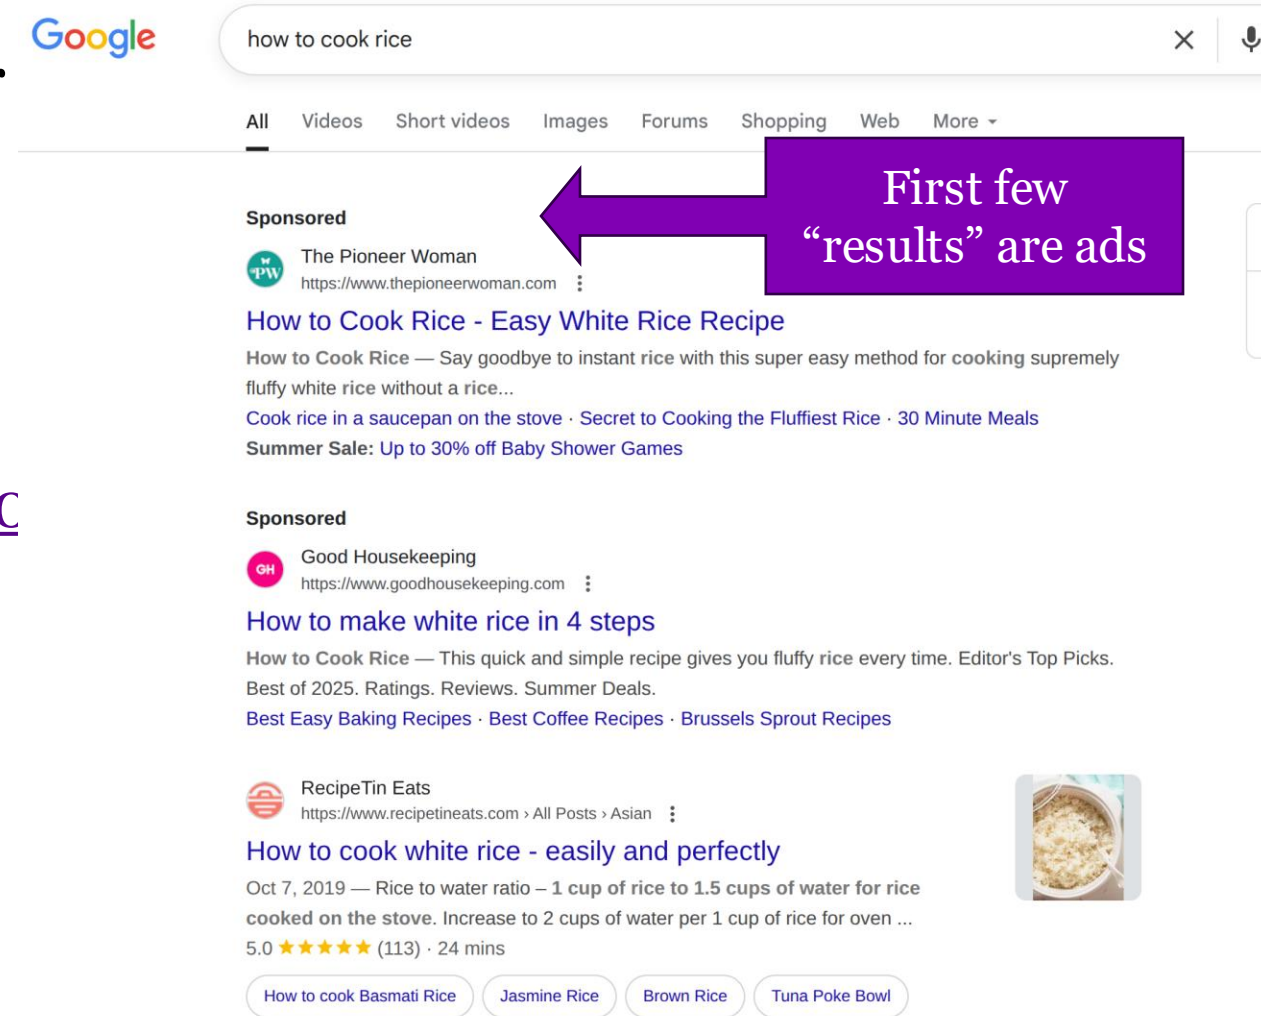 Google
how to cook rice
.
All Videos Short videos Images Forums Shopping Web More
First few
“results” are ads
Sponsored
PW
The Pioneer Woman
https://www.thepioneerwoman.com
How to Cook Rice - Easy White Rice Recipe
How to Cook Rice — Say goodbye to instant rice with this super easy method for cooking supremely
fluffy white rice without a rice...
Cook rice in a saucepan on the stove · Secret to Cooking the Fluffiest Rice · 30 Minute Meals
Summer Sale: Up to 30% off Baby Shower Games
Sponsored
GH
Good Housekeeping
https://www.goodhousekeeping.com
How to make white rice in 4 steps
How to Cook Rice — This quick and simple recipe gives you fluffy rice every time. Editor's Top Picks.
Best of 2025. Ratings. Reviews. Summer Deals.
Best Easy Baking Recipes · Best Coffee Recipes · Brussels Sprout Recipes
RecipeTin Eats
https://www.recipetineats.com › All Posts › Asian
How to cook white rice - easily and perfectly
Oct 7, 2019 — Rice to water ratio – 1 cup of rice to 1.5 cups of water for rice
cooked on the stove. Increase to 2 cups of water per 1 cup of rice for oven ...
5.0 ★★★★★ (113) · 24 mins
How to cook Basmati Rice Jasmine Rice Brown Rice Tuna Poke Bowl